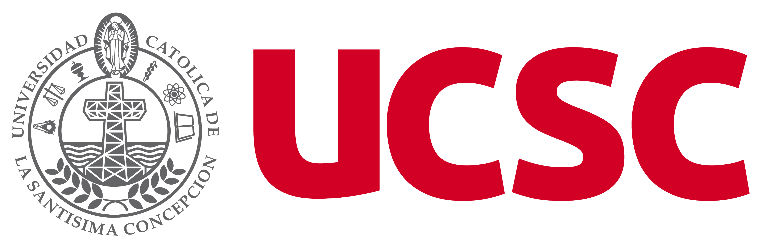 UNIVERSIDAD CATOLICA DE
LA SANTISIMA CONCEPCION
UCSC